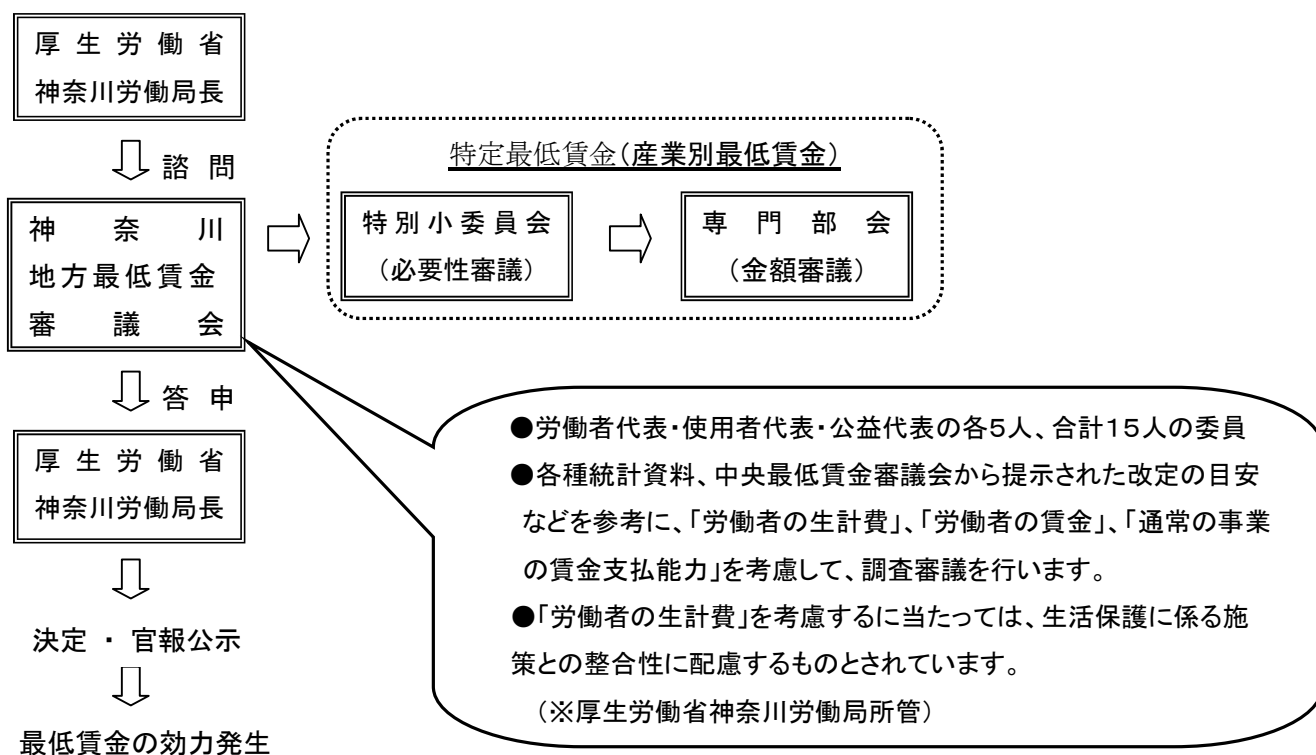 厚生労働省
神奈川労働局長
諮問
神奈川
地方最低賃金
審議会
特定最低賃金(産業別最低賃金)
特別小委員会
(必要性審議)
専門部会
(金額審議)
答申
厚生労働省
神奈川労働局長
決定・官報公示
最低賃金の効力発生
●労働者代表・使用者代表・公益代表の各5人、合計15人の委員
●各種統計資料、中央最低賃金審議会から提示された改定の目安
などを参考に、「労働者の生計費」、「労働者の賃金」、「通常の事業
の賃金支払能力」を考慮して、調査審議を行います。
●「労働者の生計費」を考慮するに当たっては、生活保護に係る施
策との整合性に配慮するものとされています。
(※厚生労働省神奈川労働局所管)